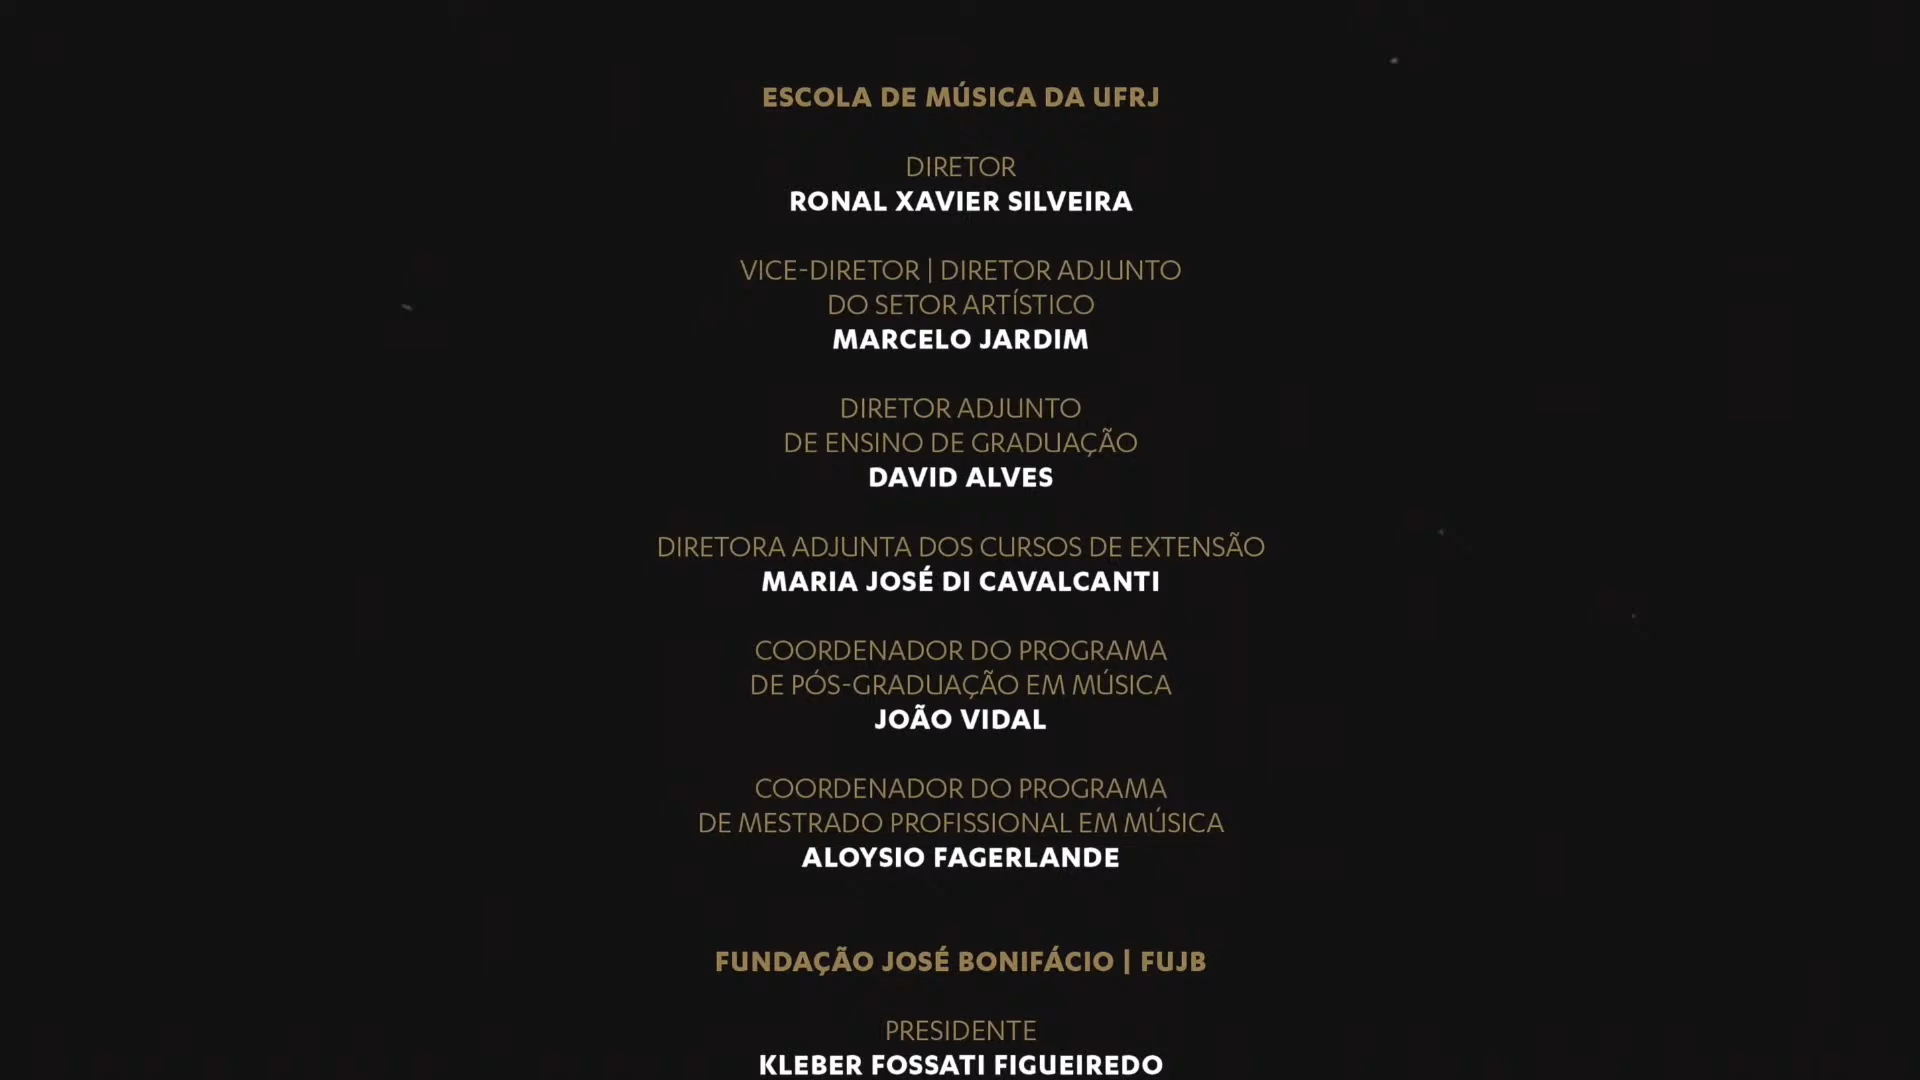 ESCOLA DE MÚSICA DA UFRJ
DIRETOR
RONAL XAVIER SILVEIRA
VICE-DIRETOR | DIRETOR ADJUNTO
DO SETOR ARTÍSTICO
MARCELO JARDIM
DIRETOR ADJUNTO
DE ENSINO DE GRADUAÇÃO
DAVID ALVES
DIRETORA ADJUNTA DOS CURSOS DE EXTENSÃO
MARIA JOSÉ DI CAVALCANTI
COORDENADOR DO PROGRAMA
DE PÓS-GRADUAÇÃO EM MÚSICA
JOÃO VIDAL
COORDENADOR DO PROGRAMA
DE MESTRADO PROFISSIONAL EM MÚSICA
ALOYSIO FAGERLANDE
FUNDAÇÃO JOSÉ BONIFÁCIO | FUJB
PRESIDENTE
KLEBER FOSSATI FIGUEIREDO